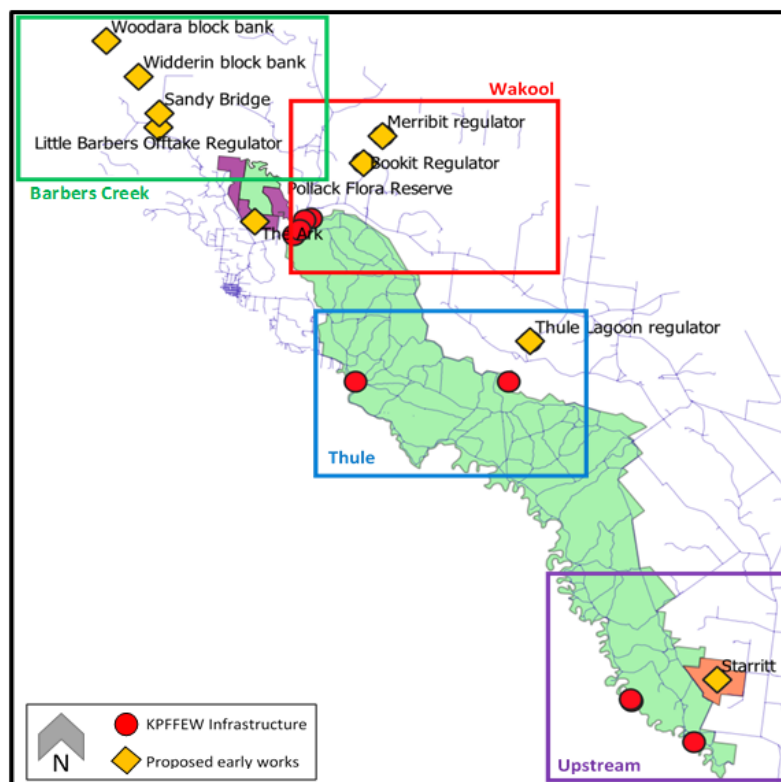 Woodara block bank
Widderin block bank
Sandy Bridge
Little Barbers Offtake Regulator
Barbers Creek
Wakool
Merribit regulator
Bookit Regulator
Pollack Flora Reserve
The Ark
Thule Lagoon regulator
Thule
Starritt
Upstream
KPFFEW Infrastructure
Proposed early works
N